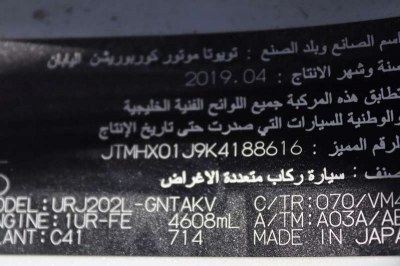 اسم الصانع وبلد الصنع : تويوتا موتور كوربوريشن اليابان
سنة وشهر الانتاج : 2019.04
تطابق هذه المركبة جميع اللوائح الفنية الخليجية
والوطنية للسيارات التي صدرت حتى تاريخ الإنتاج
الرقم المميز : JTMHX01J9K4188616
صنف : سيارة ركاب متعددة الاغراض
MODEL: URJ202L-GNTAKV C/TR: 070/VM4
ENGINE: 1UR-FE 4608mL A/TM: A03A/AB
PLANT: C41 714 MADE IN JAPA